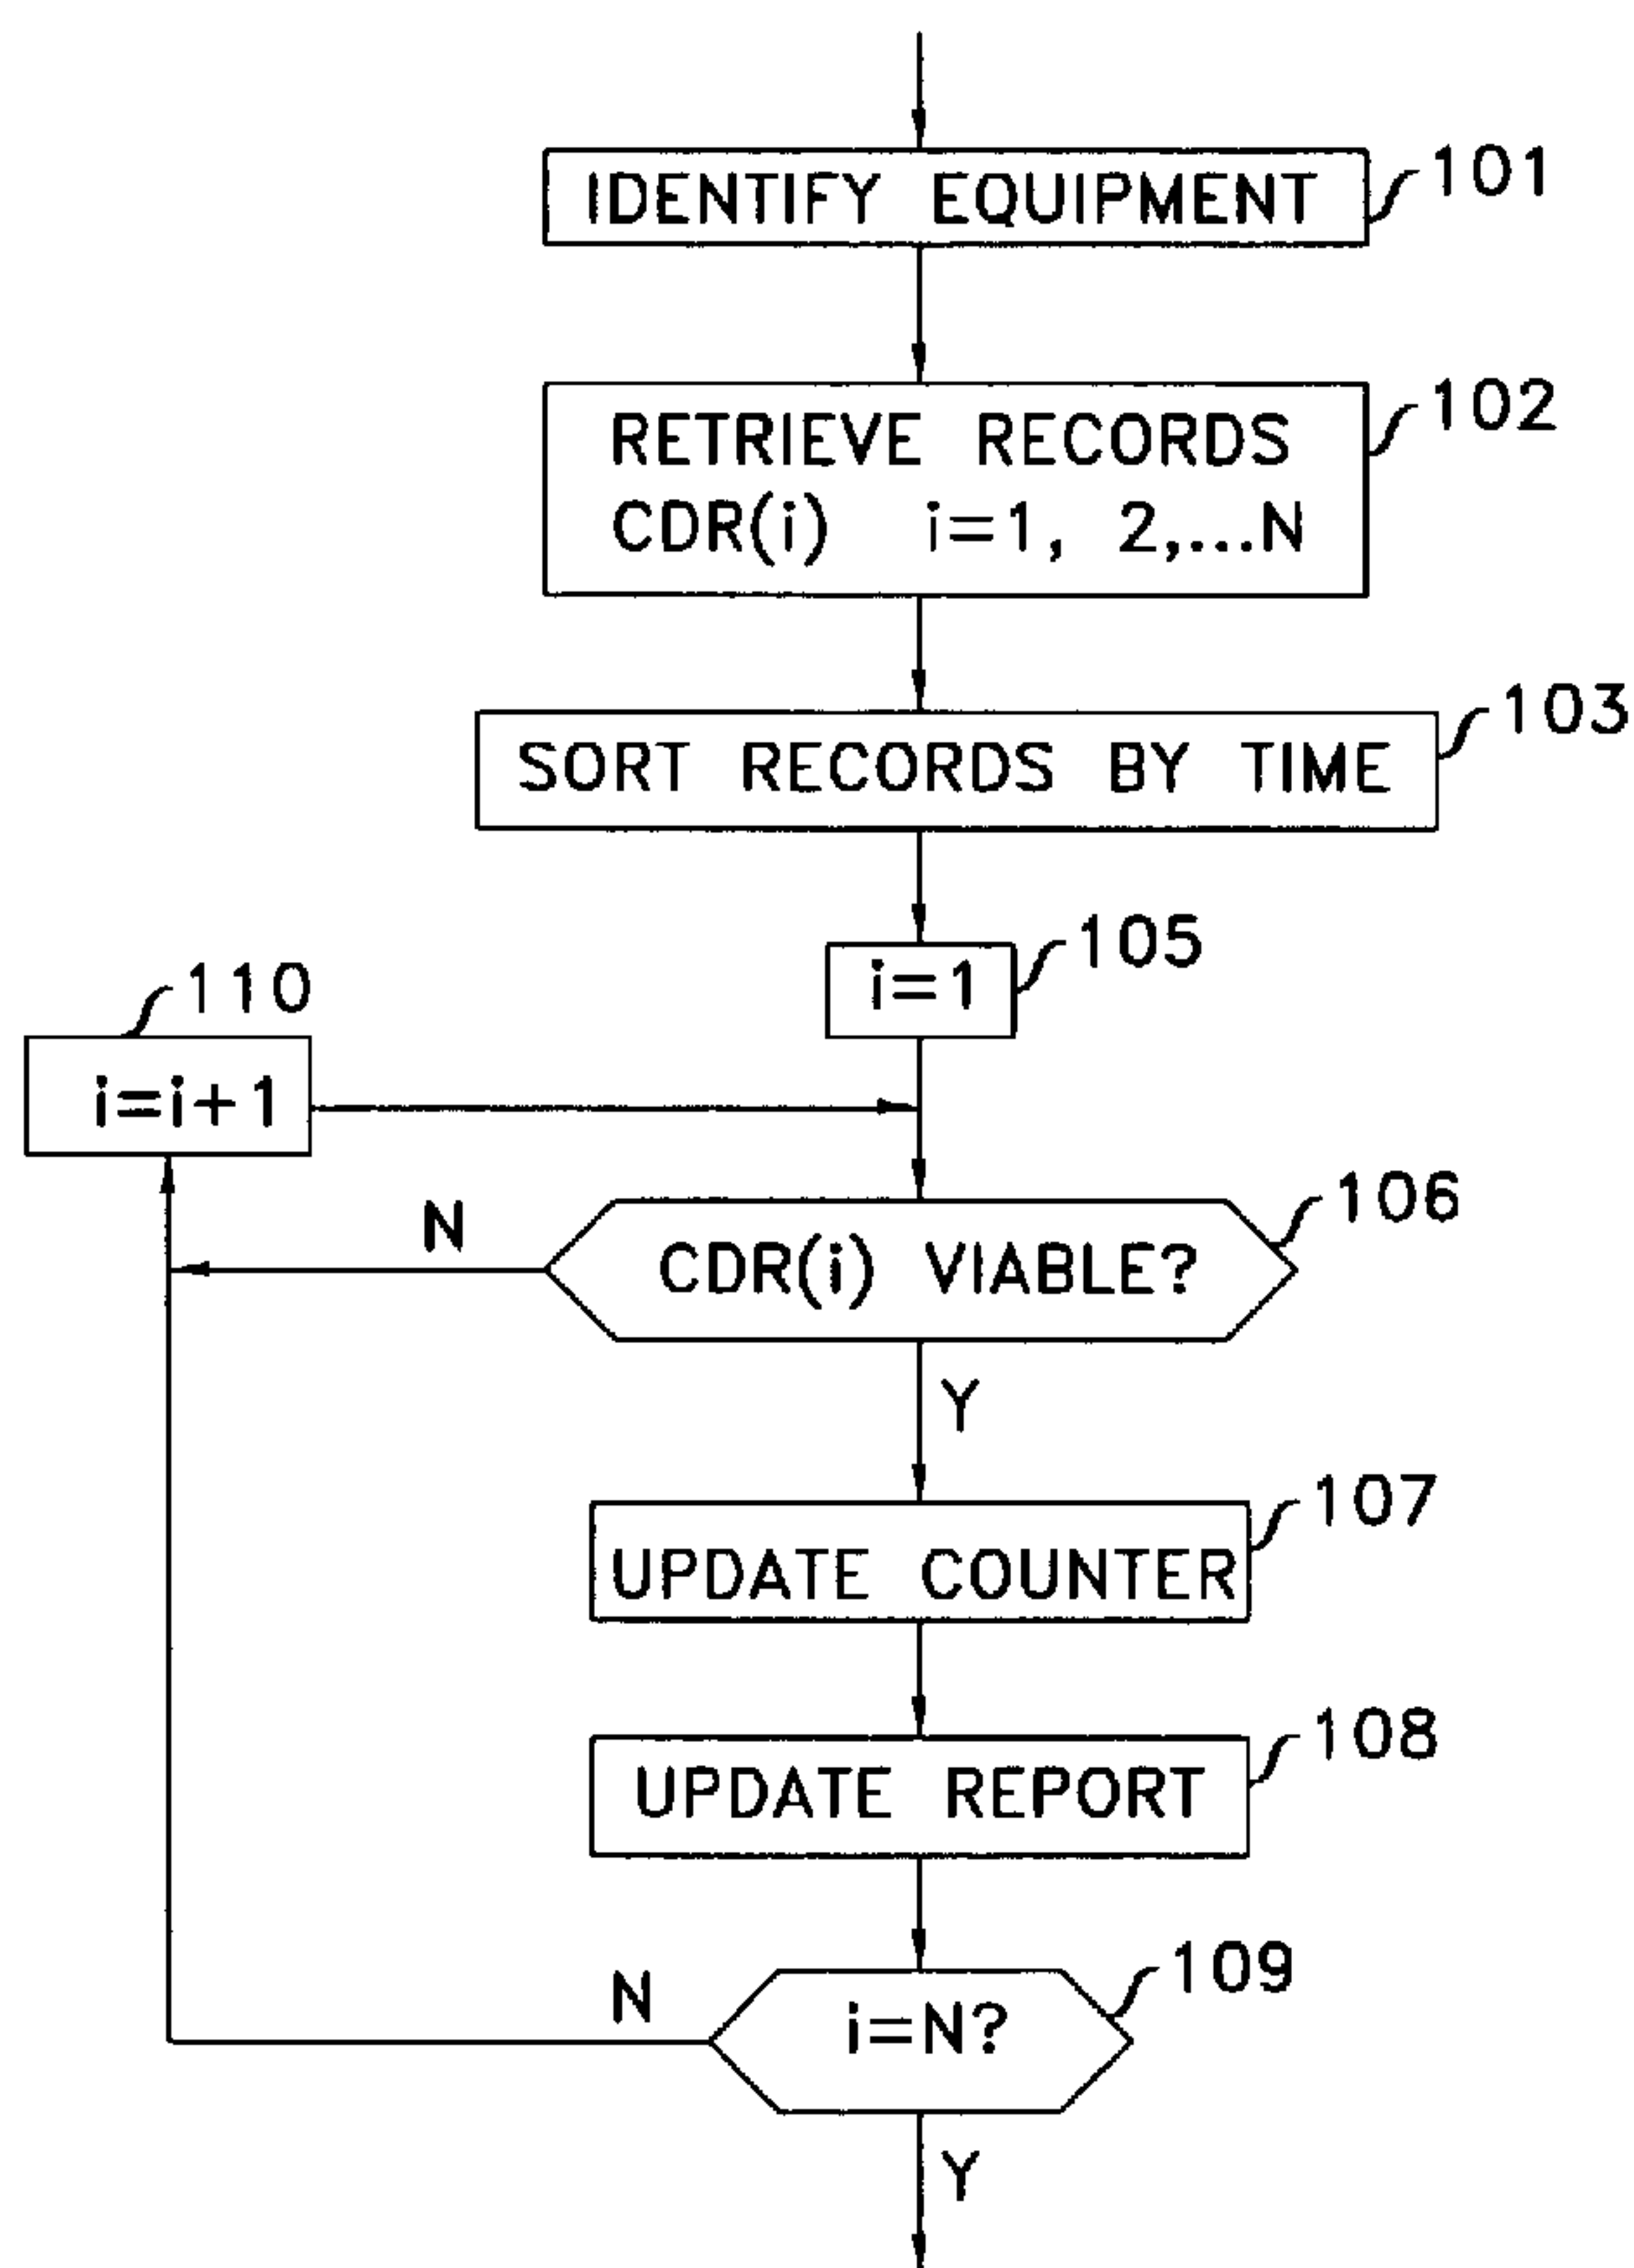 IDENTIFY EQUIPMENT
101
RETRIEVE RECORDS
CDR(i) i=1, 2,...N
102
SORT RECORDS BY TIME
103
i=1
105
110
i=i+1
N
CDR(i) VIABLE?
106
Y
UPDATE COUNTER
107
UPDATE REPORT
108
N
i=N?
109
Y